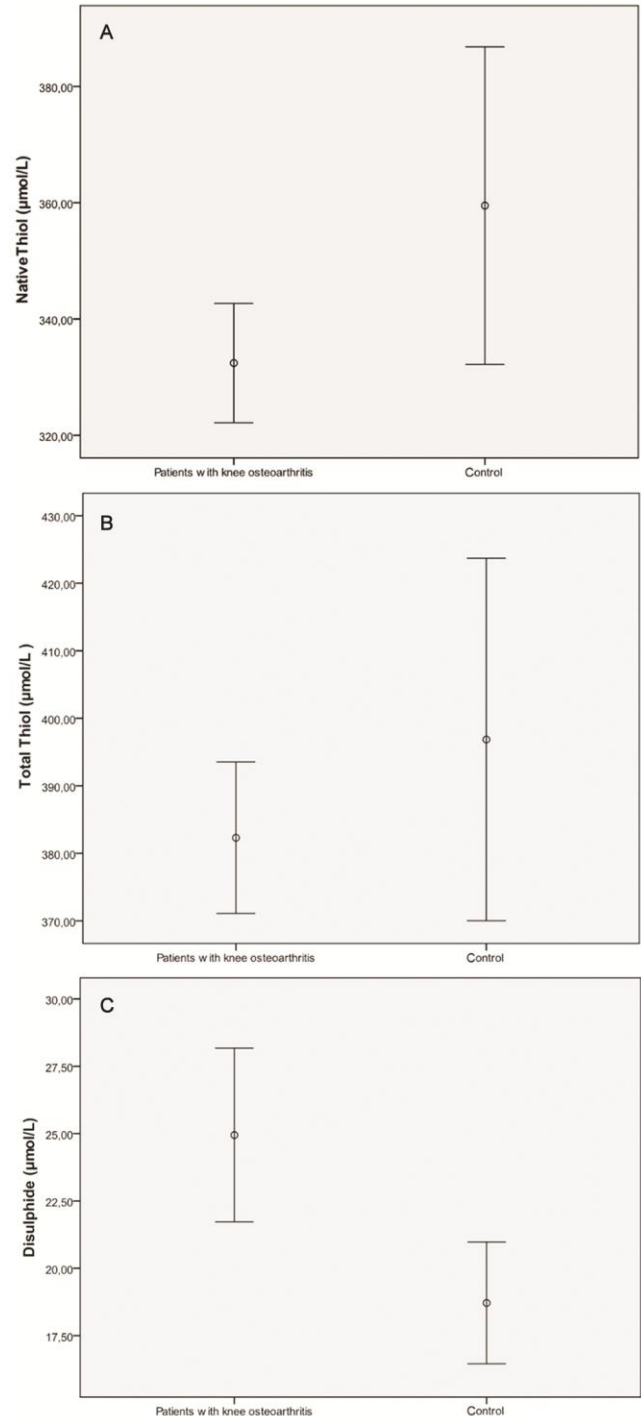 A
Native Thiol (µmol/L)
380,00
360,00
340,00
320,00
Patients with knee osteoarthritis
Control
B
Total Thiol (µmol/L )
430,00
420,00
410,00
400,00
390,00
380,00
370,00
Patients with knee osteoarthritis
Control
C
Disulphide (µmol/L)
30,00
27,50
25,00
22,50
20,00
17,50
Patients with knee osteoarthritis
Control